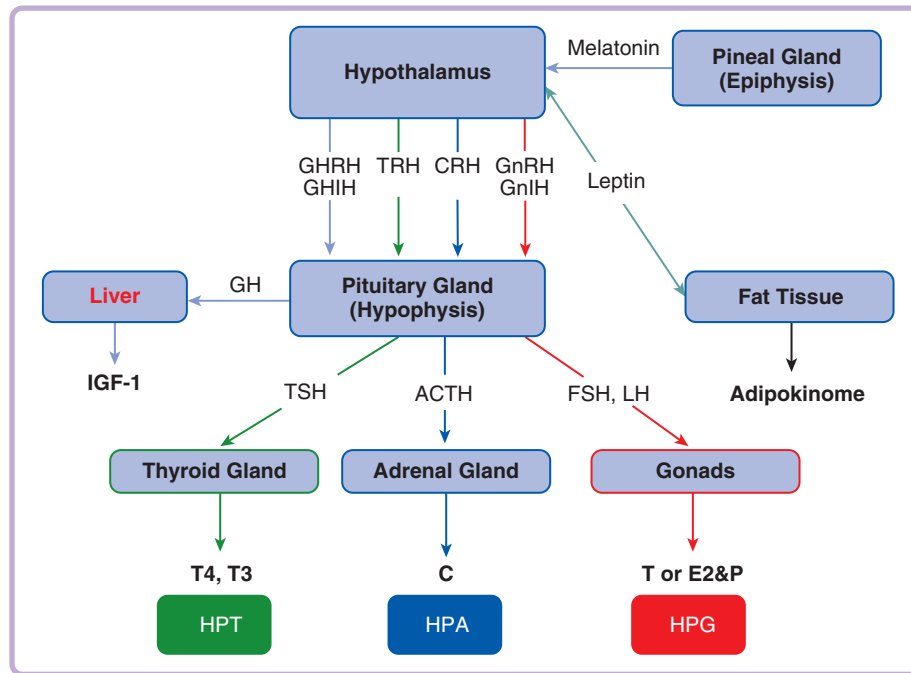 Melatonin
Pineal Gland
(Epiphysis)
Hypothalamus
GHRH
GHIH
TRH
CRH
GnRH
GnIH
Leptin
Liver
GH
Pituitary Gland
(Hypophysis)
Fat Tissue
IGF-1
TSH
ACTH
FSH, LH
Adipokinome
Thyroid Gland
Adrenal Gland
Gonads
T4, T3
C
T or E2&P
HPT
HPA
HPG